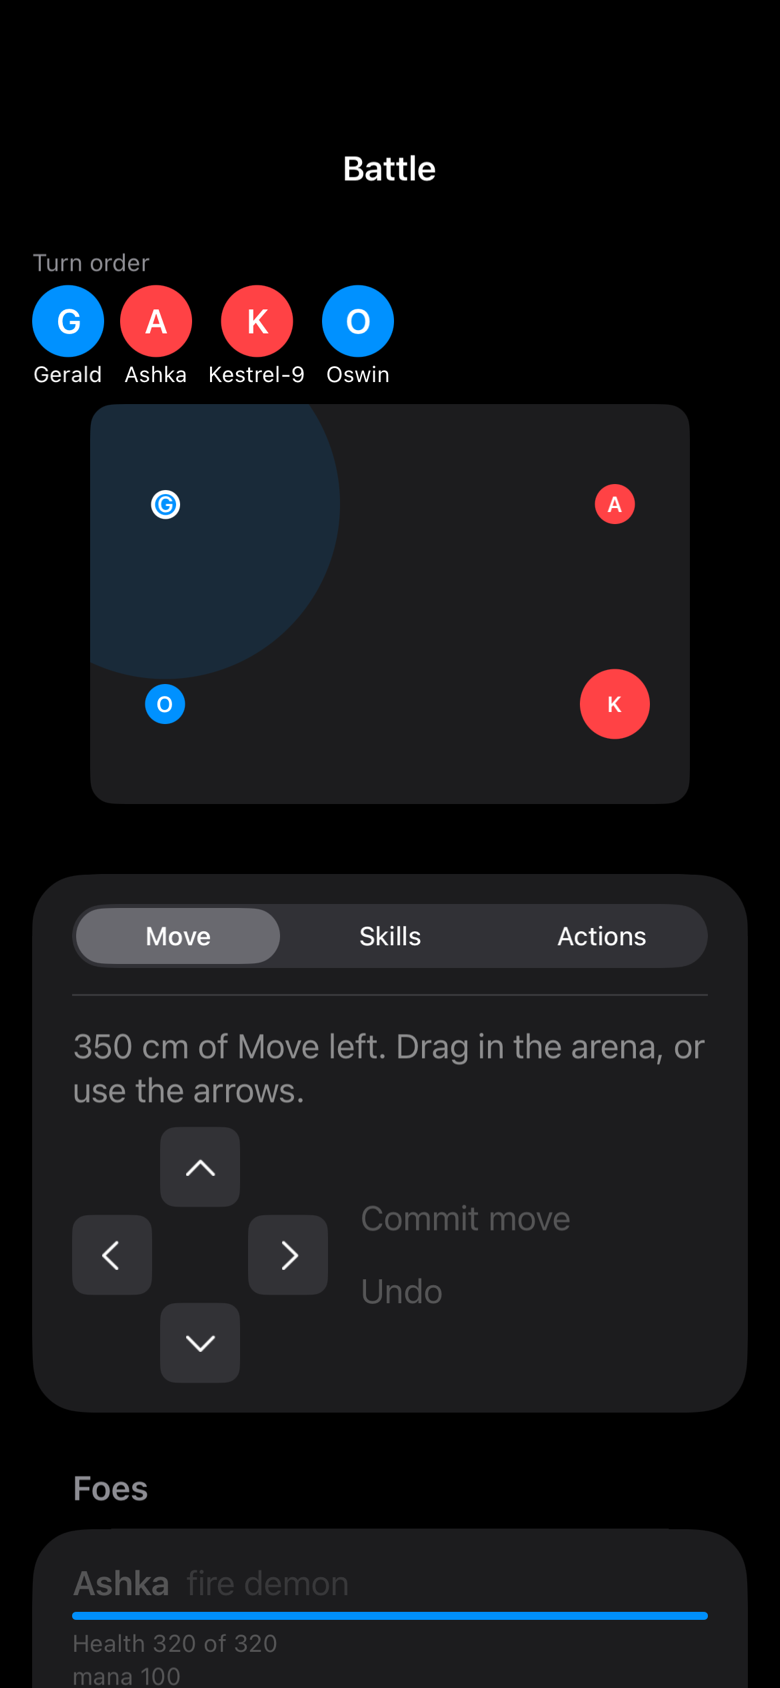 Battle
Turn order
G A K O
Gerald Ashka Kestrel-9 Oswin
G A
O K
Move Skills Actions
350 cm of Move left. Drag in the arena, or
use the arrows.
Commit move
Undo
Foes
Ashka fire demon
Health 320 of 320
mana 100